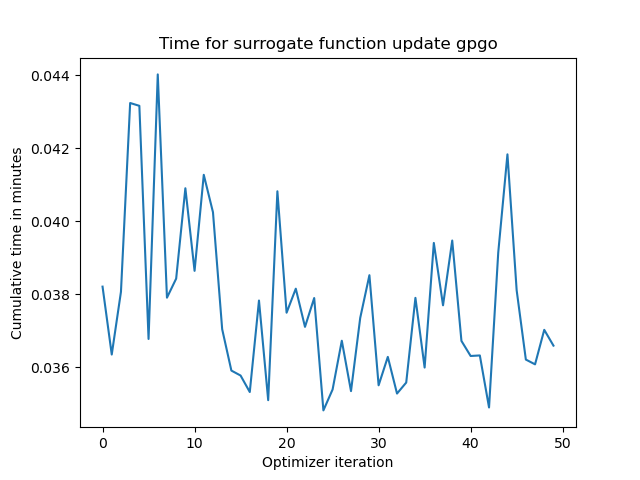 Time for surrogate function update gpgo
Cumulative time in minutes
0.044
0.042
0.040
0.038
0.036
0 10 20 30 40 50
Optimizer iteration